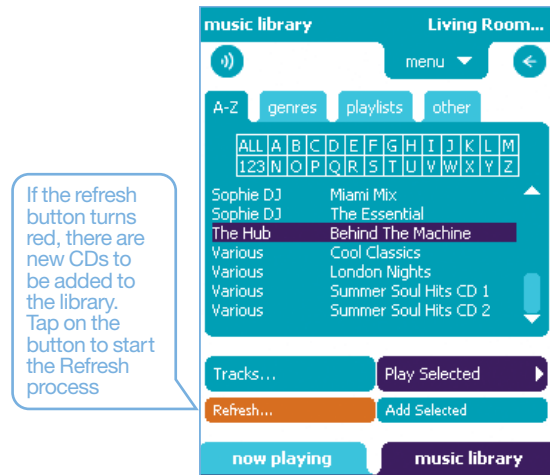 music library Living Room...
menu
A-Z genres playlists other
ALL A B C D E F G H I J K L M
123 N O P Q R S T U V W X Y Z
Sophie DJ Miami Mix
Sophie DJ The Essential
The Hub Behind The Machine
Various Cool Classics
Various London Nights
Various Summer Soul Hits CD 1
Various Summer Soul Hits CD 2
If the refresh
button turns
red, there are
new CDs to
be added to
the library.
Tap on the
button to start
the Refresh
process
Tracks... Play Selected
Refresh... Add Selected
now playing music library